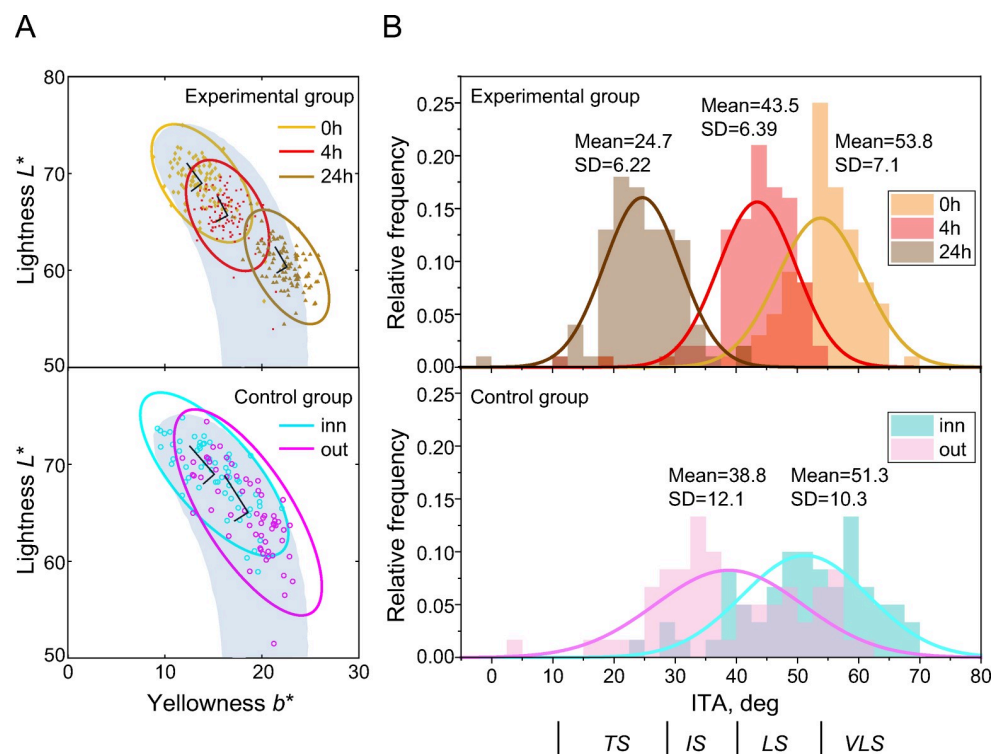 A
B
80
70
60
50
Lightness L*
Experimental group
0h
4h
24h
70
60
50
Lightness L*
Control group
inn
out
0
10
20
30
Yellowness b*
0.25
0.20
0.15
0.10
0.05
0.00
Relative frequency
Experimental group
Mean=24.7
SD=6.22
Mean=43.5
SD=6.39
Mean=53.8
SD=7.1
0h
4h
24h
0.25
0.20
0.15
0.10
0.05
0.00
Relative frequency
Control group
Mean=38.8
SD=12.1
Mean=51.3
SD=10.3
inn
out
0 10 20 30 40 50 60 70 80
ITA, deg
TS IS LS VLS